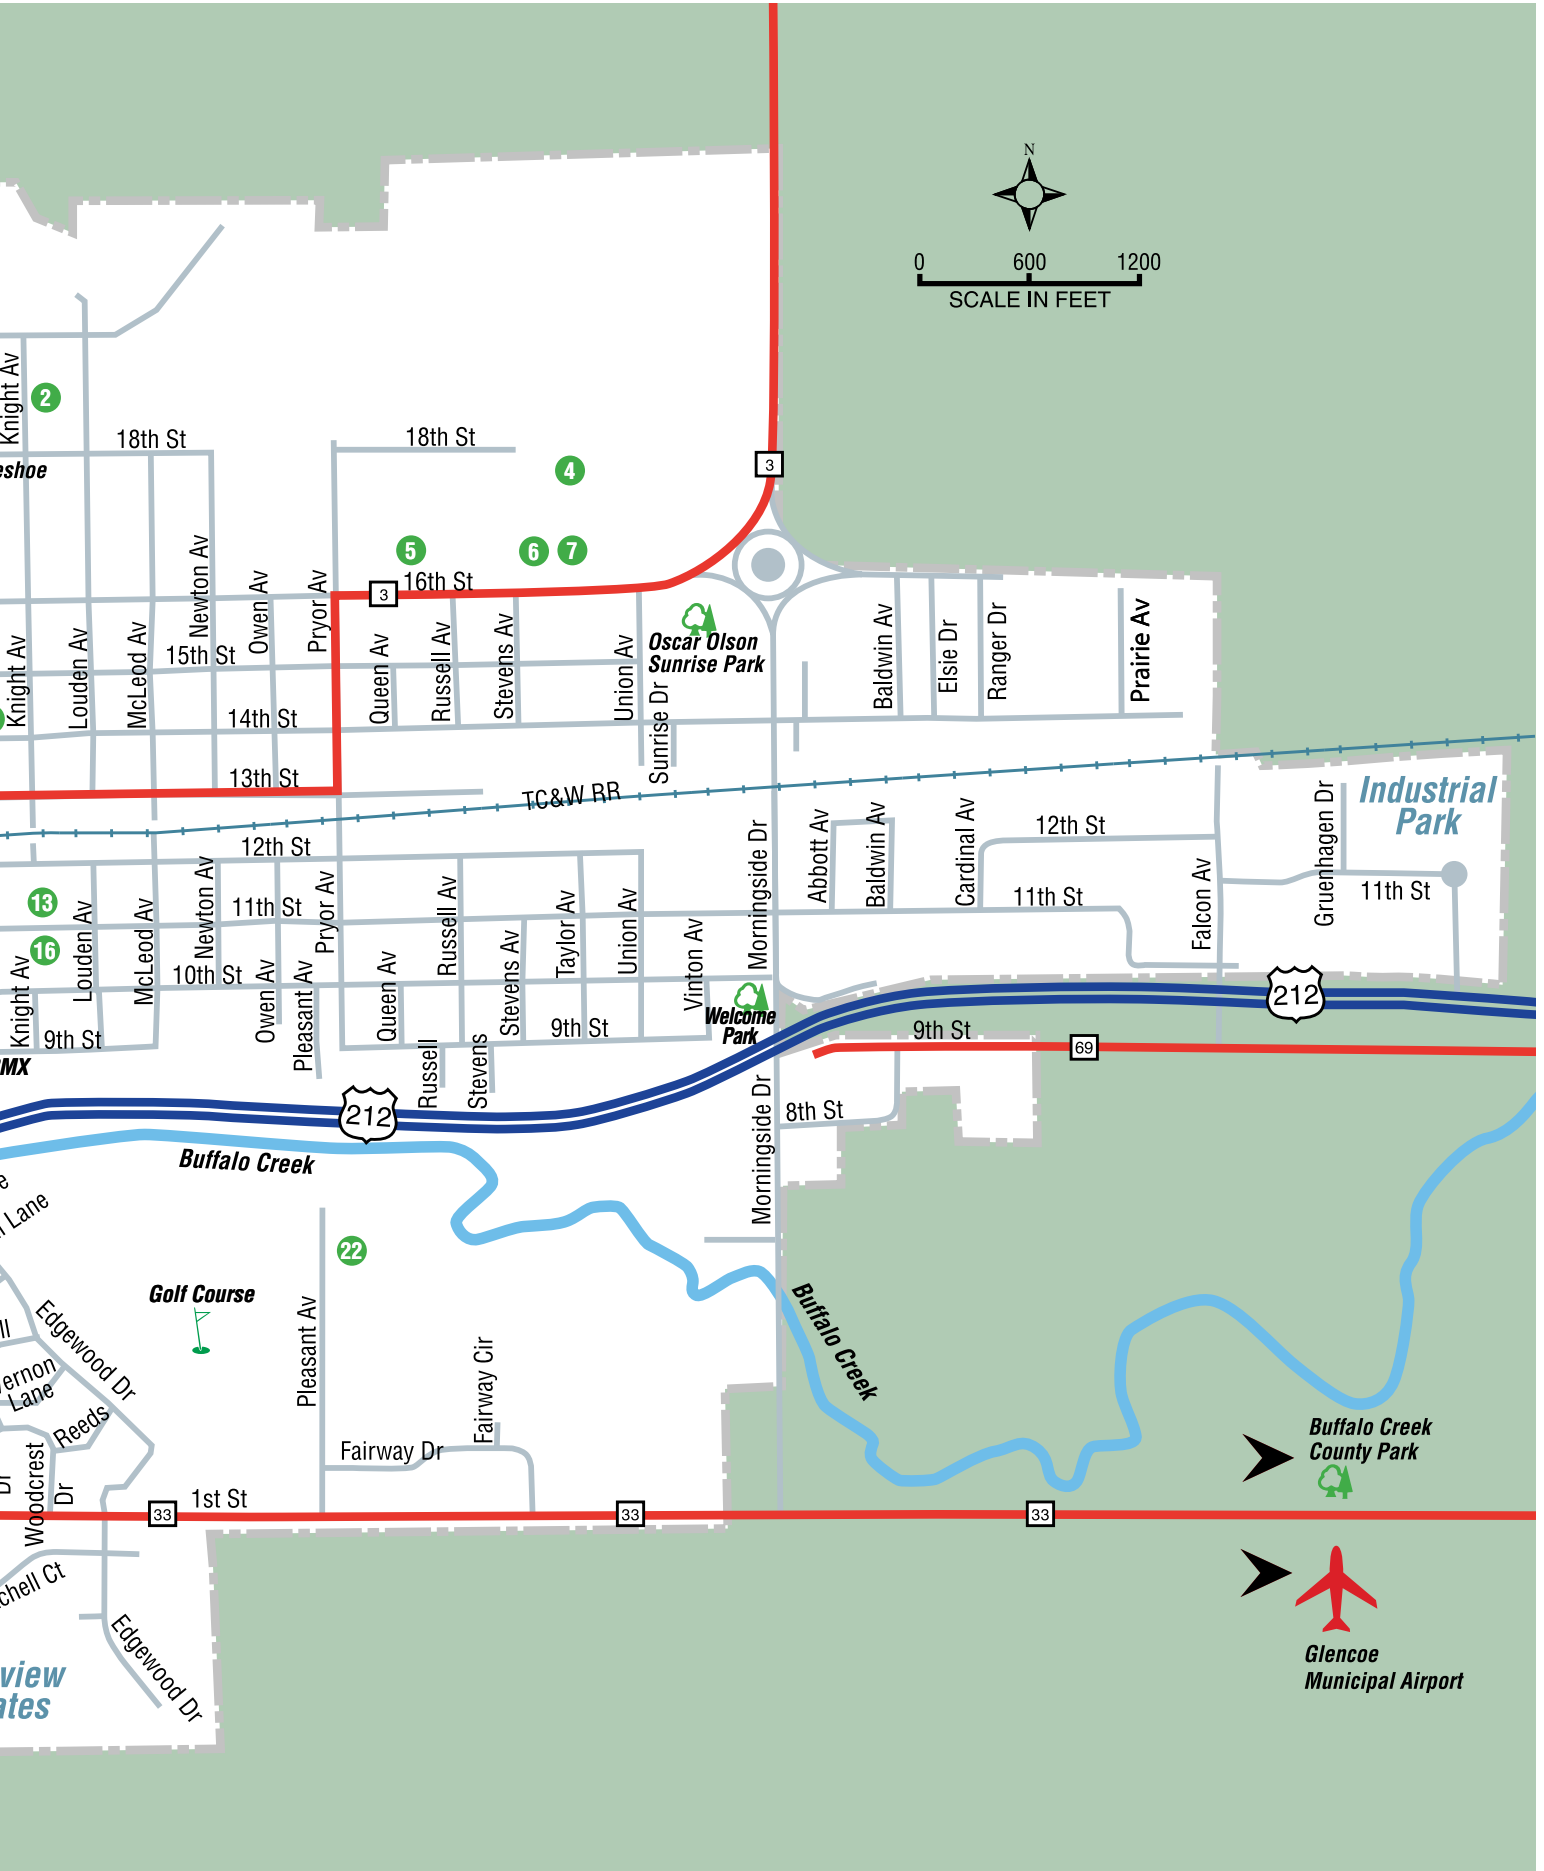 N
0 600 1200
SCALE IN FEET
Knight Av
2
18th St
18th St
eshoe
4
3
5
6
7
16th St
3
Newton Av
Owen Av
Pryor Av
15th St
Knight Av
Louden Av
McLeod Av
Queen Av
Russell Av
Stevens Av
Union Av
Oscar Olson
Sunrise Park
Sunrise Dr
Baldwin Av
Elsie Dr
Ranger Dr
Prairie Av
14th St
13th St
TC&W RR
Industrial
Park
12th St
12th St
Morningside Dr
Abbott Av
Baldwin Av
Cardinal Av
Falcon Av
Gruenhagen Dr
13
11th St
11th St
11th St
16
Newton Av
Pryor Av
Louden Av
McLeod Av
Russell Av
Taylor Av
Union Av
Vinton Av
10th St
Knight Av
Owen Av
Pleasant Av
Queen Av
Stevens Av
212
Welcome
Park
9th St
9th St
9th St
69
MX
Russell
Stevens
212
Morningside Dr
8th St
Buffalo Creek
Lane
22
Golf Course
Buffalo Creek
Edgewood Dr
Pleasant Av
Fairway Cir
ernon
Lane
Reeds
Fairway Dr
Woodcrest
Dr
Dr
Buffalo Creek
County Park
1st St
33
33
33
chell Ct
Edgewood Dr
Glencoe
Municipal Airport
view
ates